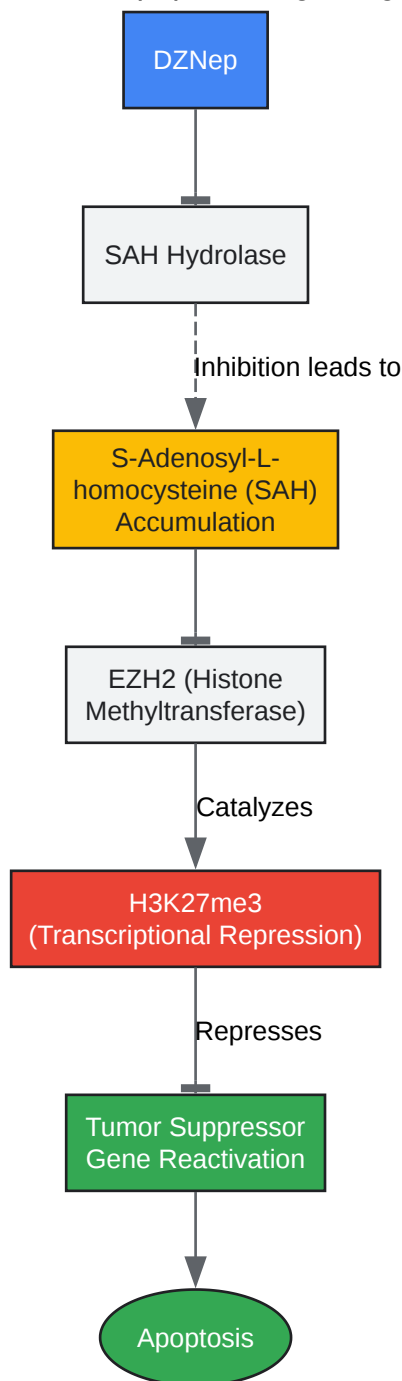 DZNep
SAH Hydrolase
Inhibition leads to
S-Adenosyl-L-
homocysteine (SAH)
Accumulation
EZH2 (Histone
Methyltransferase)
Catalyzes
H3K27me3
(Transcriptional Repression)
Represses
Tumor Suppressor
Gene Reactivation
Apoptosis